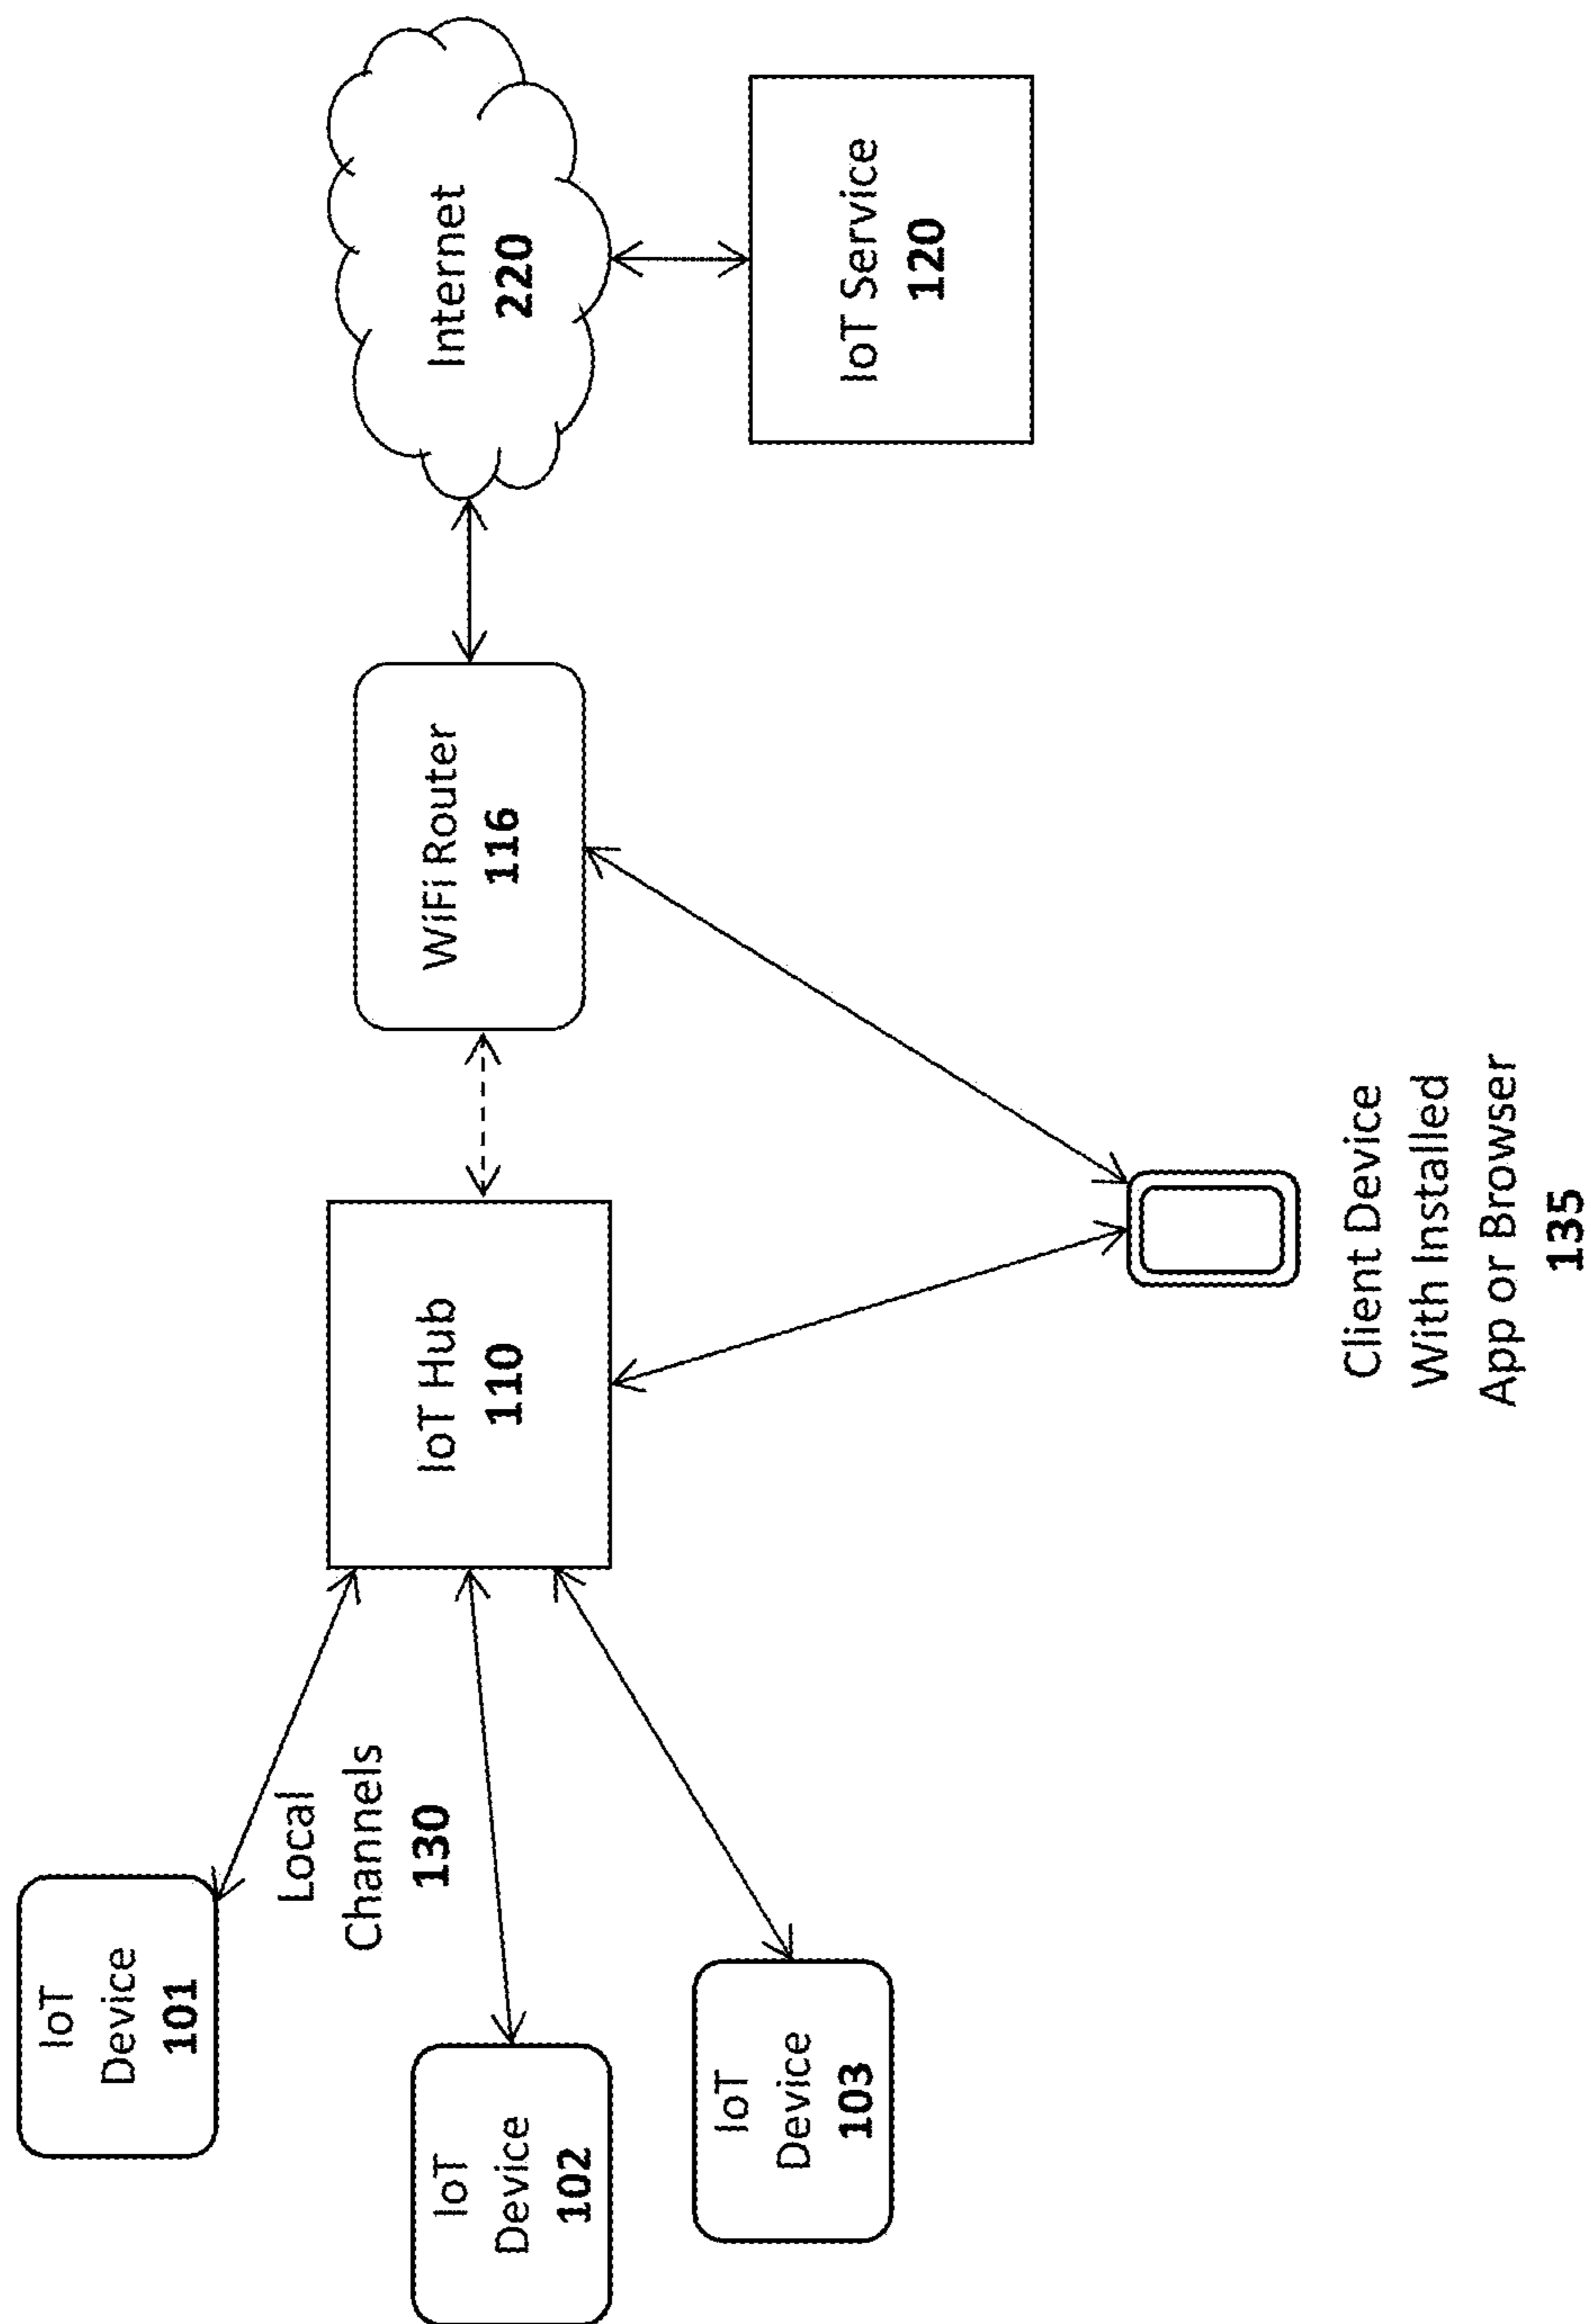 IoT
Device
101
IoT
Device
102
IoT
Device
103
Local
Channels
130
IoT Hub
110
WiFi Router
116
Internet
220
IoT Service
120
Client Device
With Installed
App or Browser
135